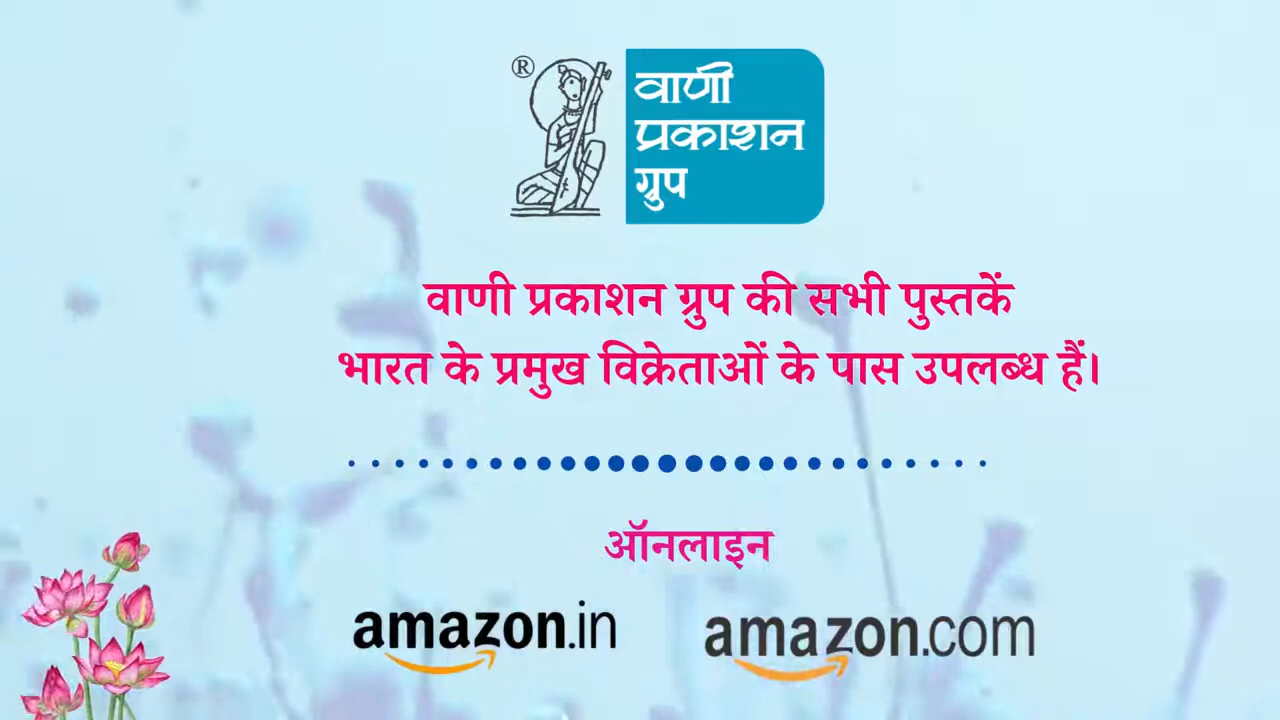 ®
वाणी
प्रकाशन
ग्रुप
वाणी प्रकाशन ग्रुप की सभी पुस्तकें
भारत के प्रमुख विक्रेताओं के पास उपलब्ध हैं।
ऑनलाइन
amazon.in
amazon.com